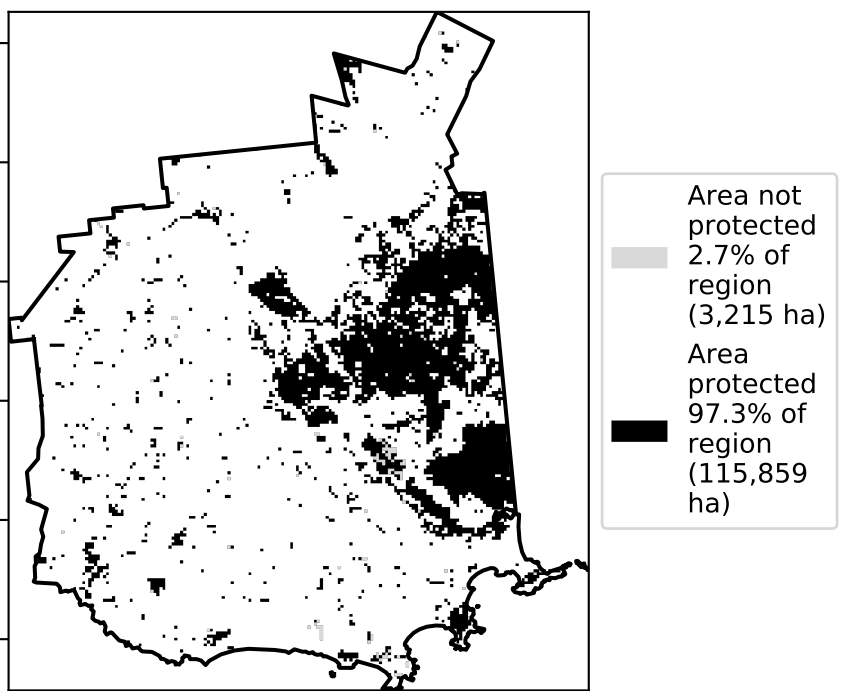 Area not
protected
2.7% of
region
(3,215 ha)
Area
protected
97.3% of
region
(115,859
ha)